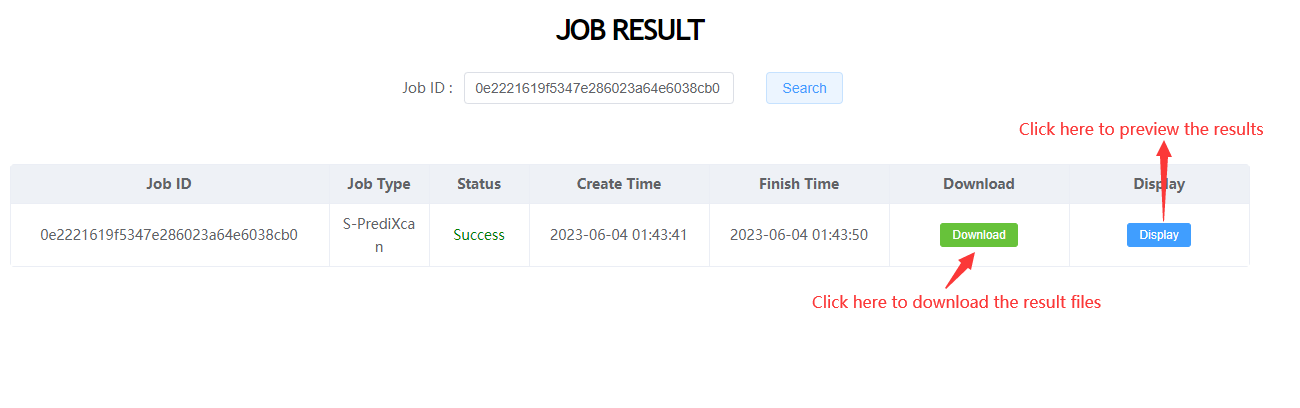 JOB RESULT
Job ID :
0e2221619f5347e286023a64e6038cb0
Search
Click here to preview the results
Job ID Job Type Status Create Time Finish Time Download Display
0e2221619f5347e286023a64e6038cb0 S-PrediXca Success 2023-06-04 01:43:41 2023-06-04 01:43:50 Download Display
n
Click here to download the result files